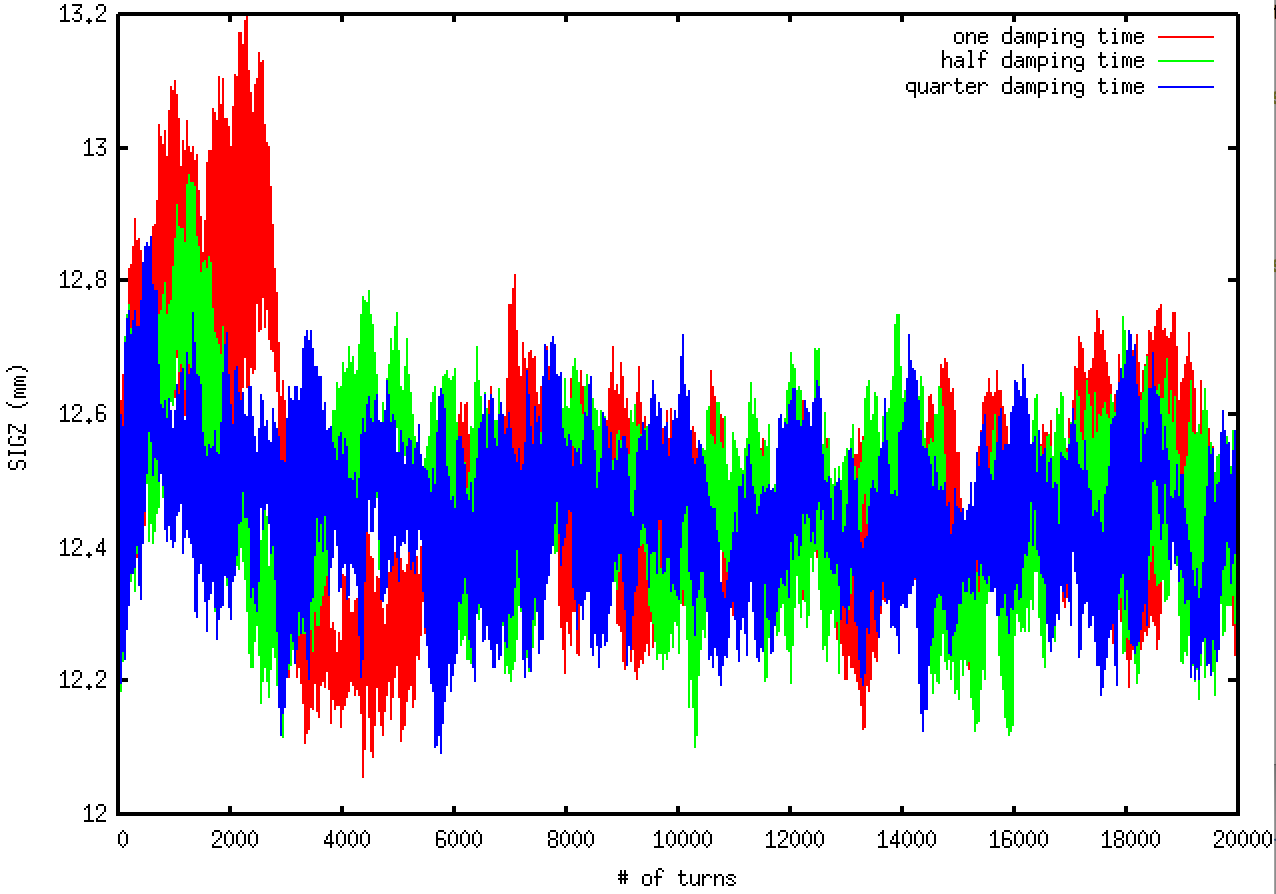 13.2
13
12.8
12.6
12.4
12.2
12
SIGZ (mm)
one damping time
half damping time
quarter damping time
0 2000 4000 6000 8000 10000 12000 14000 16000 18000 20000
# of turns